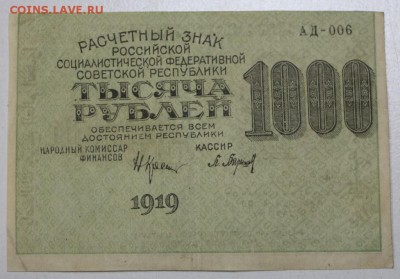 COINS.LAVE.RU
РАСЧЕТНЫЙ ЗНАК
РОССИЙСКОЙ
СОЦИАЛИСТИЧЕСКОЙ ФЕДЕРАТИВНОЙ
СОВЕТСКОЙ РЕСПУБЛИКИ
АД-006
ТЫСЯЧА
РУБЛЕЙ
1000
ОБЕСПЕЧИВАЕТСЯ ВСЕМ
ДОСТОЯНИЕМ РЕСПУБЛИКИ
НАРОДНЫЙ КОМИССАР
ФИНАНСОВ
КАССИР
1919